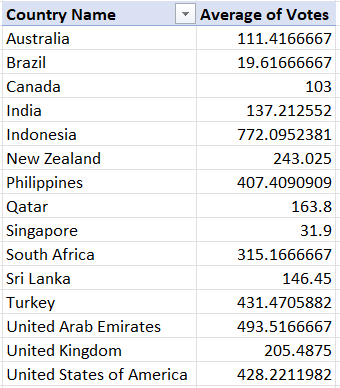 Country Name Average of Votes
Australia 111.4166667
Brazil 19.61666667
Canada 103
India 137.212552
Indonesia 772.0952381
New Zealand 243.025
Philippines 407.4090909
Qatar 163.8
Singapore 31.9
South Africa 315.1666667
Sri Lanka 146.45
Turkey 431.4705882
United Arab Emirates 493.5166667
United Kingdom 205.4875
United States of America 428.2211982